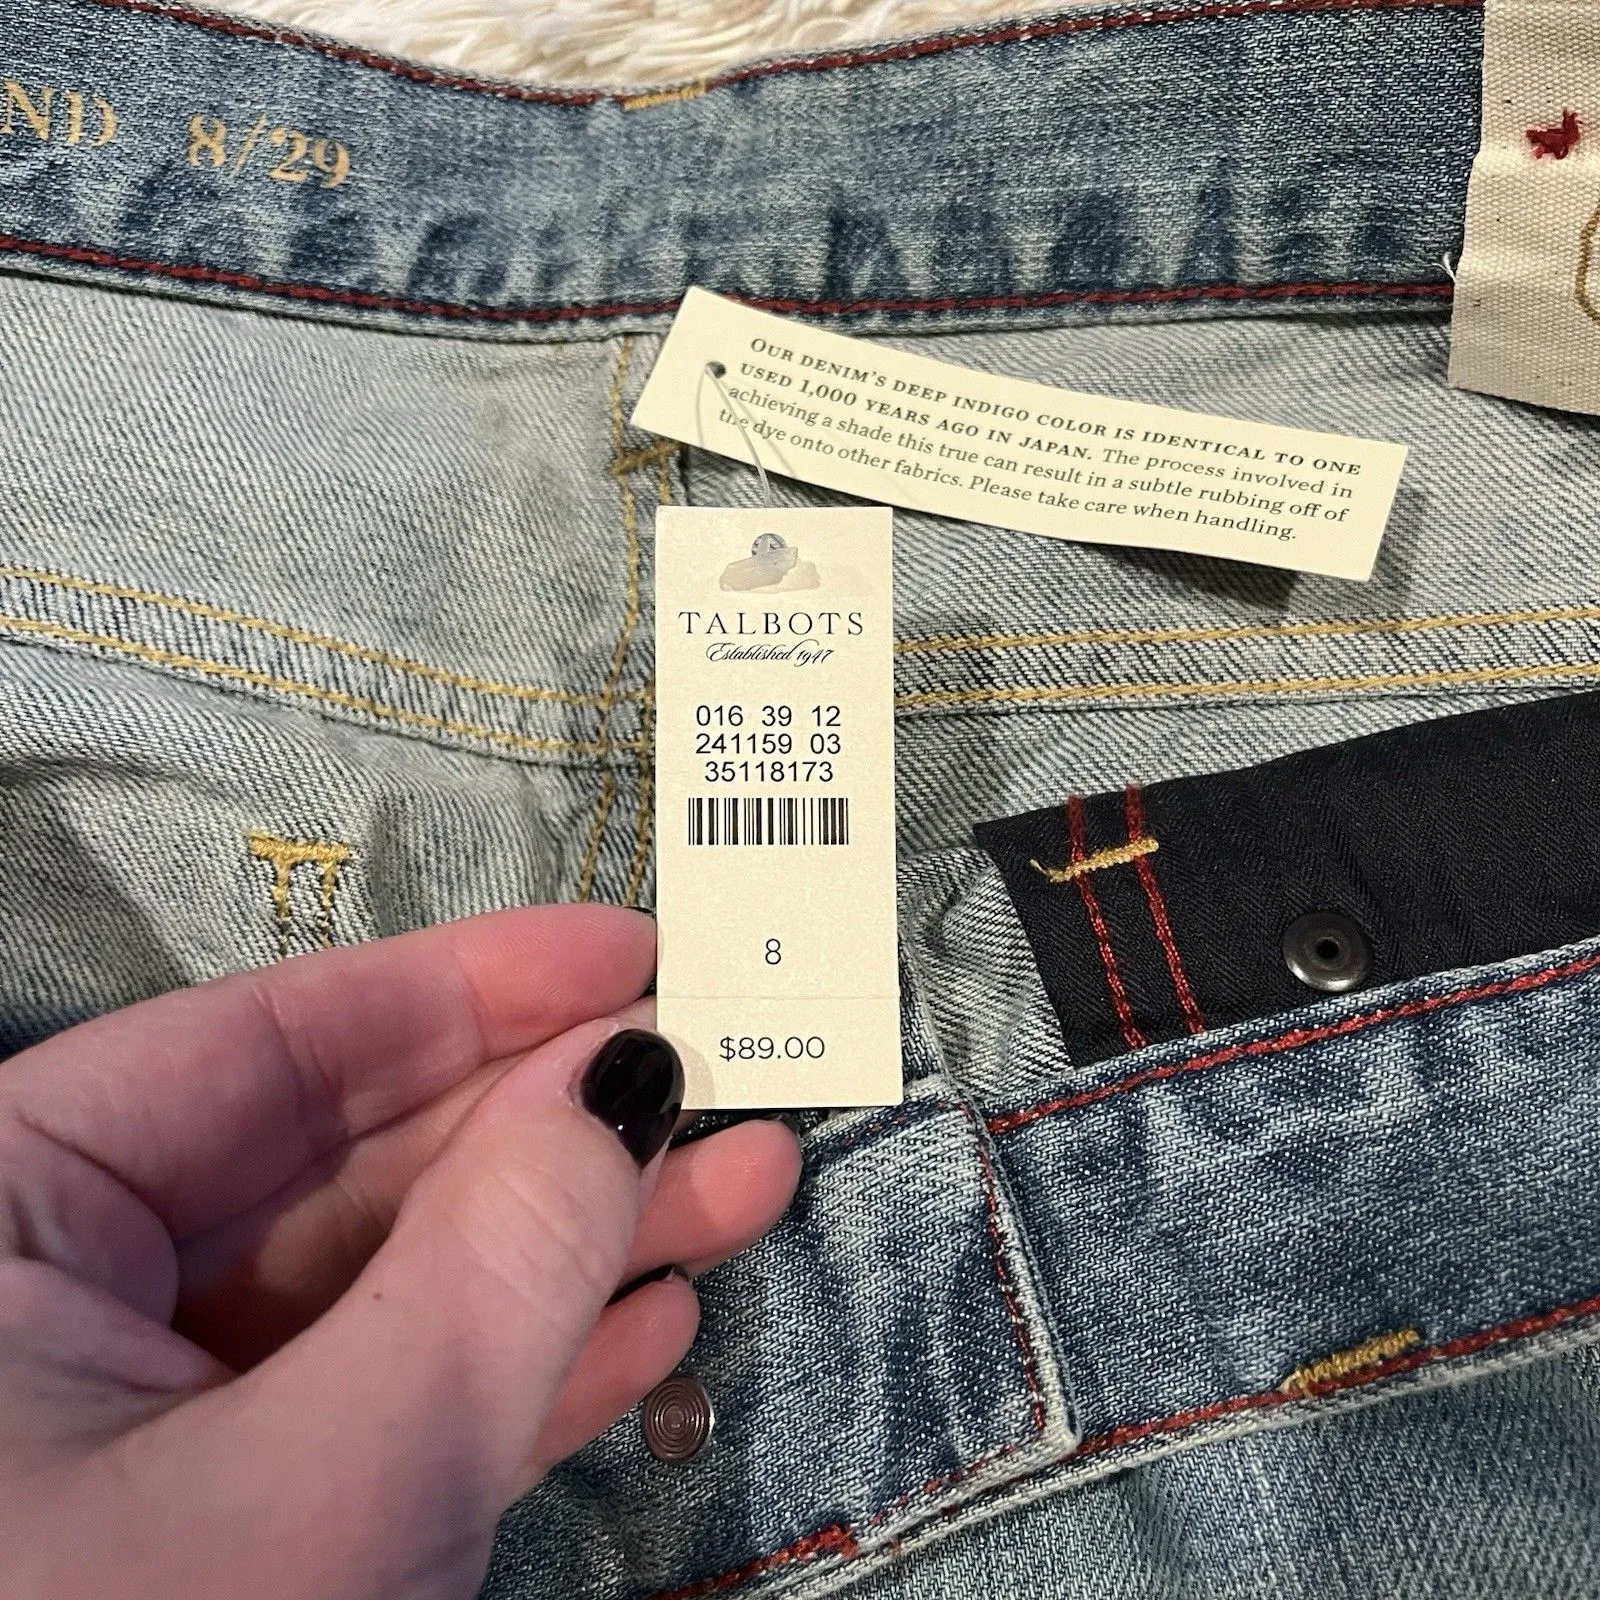 ND 8/29
OUR DENIM'S DEEP INDIGO COLOR IS IDENTICAL TO ONE
USED 1,000 YEARS AGO IN JAPAN. The process involved in
achieving a shade this true can result in a subtle rubbing off of
the dye onto other fabrics. Please take care when handling.
TALBOTS
Established 1947
016 39 12
241159 03
35118173
8
$89.00